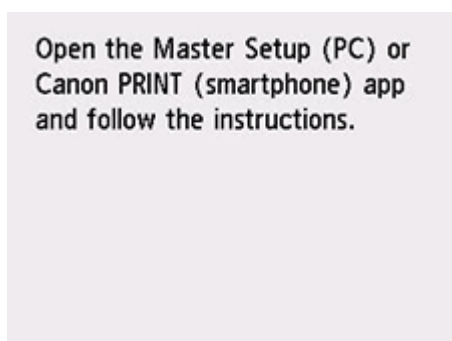 Open the Master Setup (PC) or
Canon PRINT (smartphone) app
and follow the instructions.